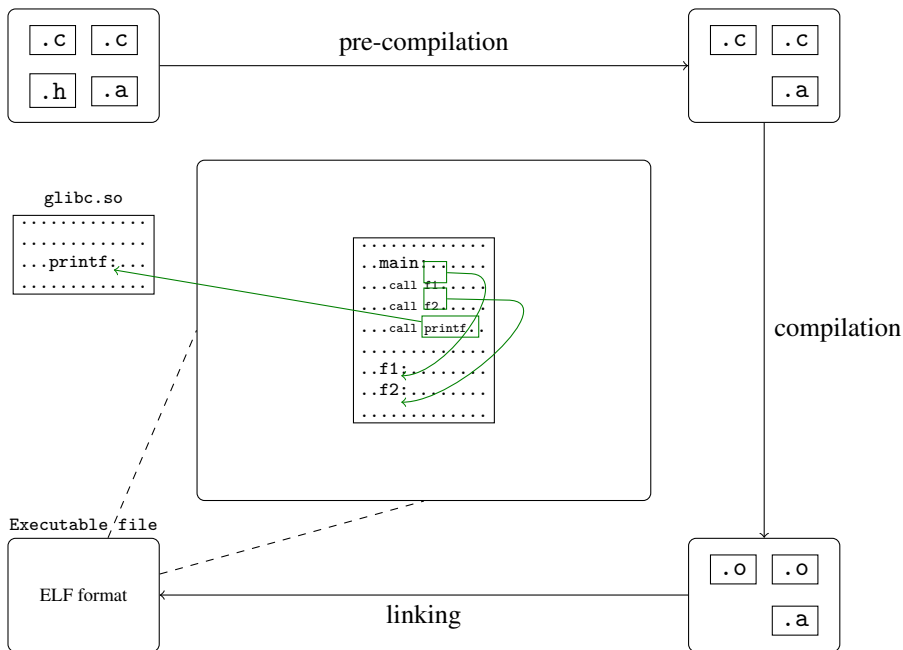 .c .c
.h .a
pre-compilation
.c .c
.a
glibc.so
.............
.............
...printf:...
.............
.............
..main:......
...call f1...
...call f2...
...call printf..
.............
..f1:........
..f2:........
.............
compilation
Executable file
ELF format
linking
.o .o
.a